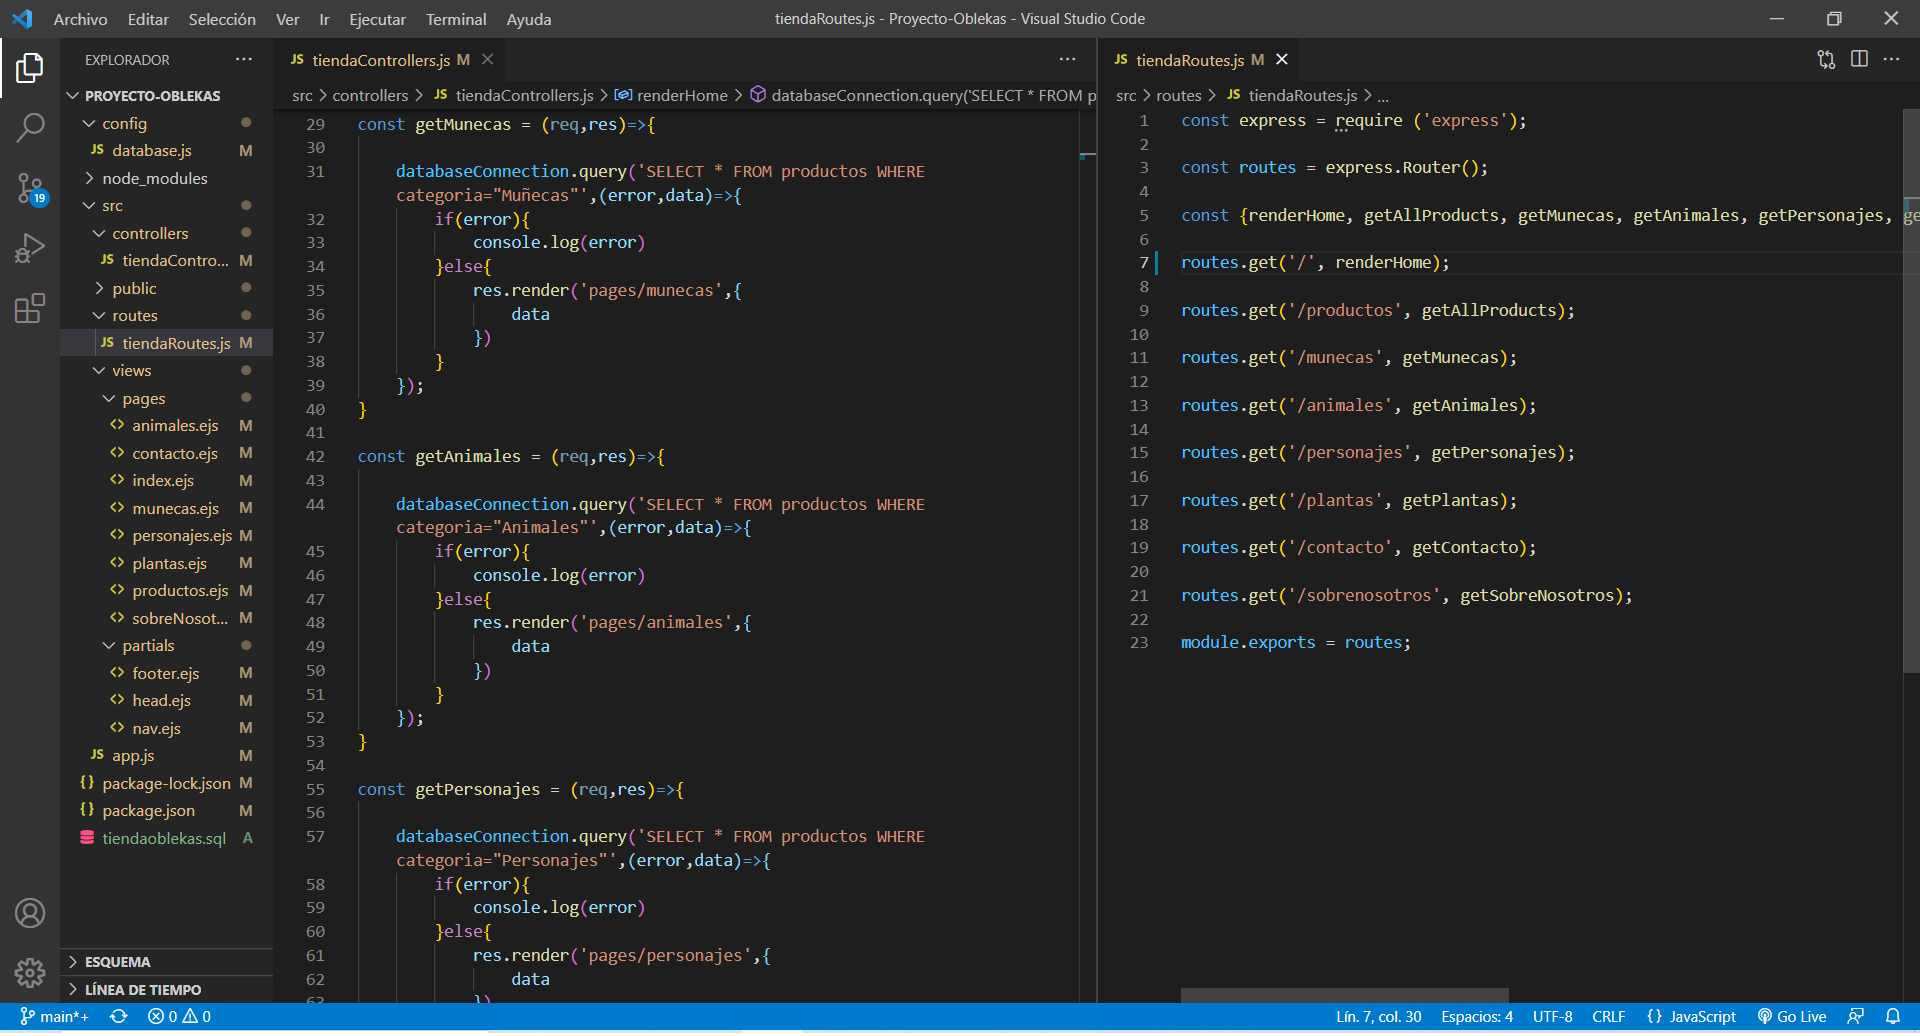 Archivo Editar Selección Ver Ir Ejecutar Terminal Ayuda
tiendaRoutes.js - Proyecto-Oblekas - Visual Studio Code
EXPLORADOR ···
PROYECTO-OBLEKAS
config
JS database.js M
node_modules
src
controllers
JS tiendaContro... M
public
routes
JS tiendaRoutes.js M
views
pages
<> animales.ejs M
<> contacto.ejs M
<> index.ejs M
<> munecas.ejs M
<> personajes.ejs M
<> plantas.ejs M
<> productos.ejs M
<> sobreNosot... M
partials
<> footer.ejs M
<> head.ejs M
<> nav.ejs M
JS app.js M
{} package-lock.json M
{} package.json M
tiendaoblekas.sql A
ESQUEMA
LÍNEA DE TIEMPO
19
JS tiendaControllers.js M
src > controllers > JS tiendaControllers.js > renderHome > databaseConnection.query('SELECT * FROM p
29 const getMunecas = (req,res)=>{
30
31 databaseConnection.query('SELECT * FROM productos WHERE
categoria="Muñecas"',(error,data)=>{
32 if(error){
33 console.log(error)
34 }else{
35 res.render('pages/munecas',{
36 data
37 })
38 }
39 });
40 }
41
42 const getAnimales = (req,res)=>{
43
44 databaseConnection.query('SELECT * FROM productos WHERE
categoria="Animales"',(error,data)=>{
45 if(error){
46 console.log(error)
47 }else{
48 res.render('pages/animales',{
49 data
50 })
51 }
52 });
53 }
54
55 const getPersonajes = (req,res)=>{
56
57 databaseConnection.query('SELECT * FROM productos WHERE
categoria="Personajes"',(error,data)=>{
58 if(error){
59 console.log(error)
60 }else{
61 res.render('pages/personajes',{
62 data
63 })
JS tiendaRoutes.js M
src > routes > JS tiendaRoutes.js > ...
1 const express = require ('express');
2
3 const routes = express.Router();
4
5 const {renderHome, getAllProducts, getMunecas, getAnimales, getPersonajes, ge
6
7 routes.get('/', renderHome);
8
9 routes.get('/productos', getAllProducts);
10
11 routes.get('/munecas', getMunecas);
12
13 routes.get('/animales', getAnimales);
14
15 routes.get('/personajes', getPersonajes);
16
17 routes.get('/plantas', getPlantas);
18
19 routes.get('/contacto', getContacto);
20
21 routes.get('/sobrenosotros', getSobreNosotros);
22
23 module.exports = routes;
main*+ 0 0
Lín. 7, col. 30 Espacios: 4 UTF-8 CRLF {} JavaScript Go Live